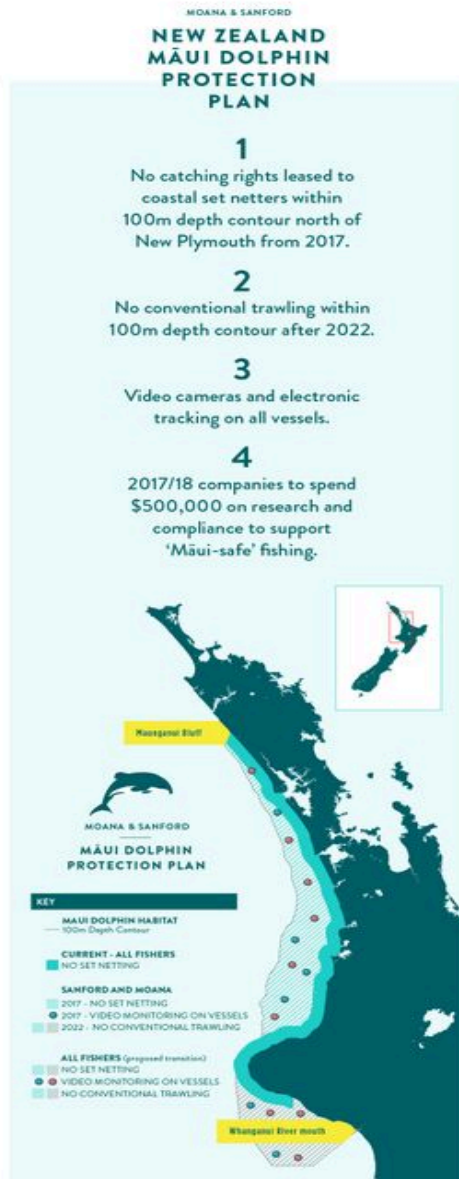 MOANA & SANFORD
NEW ZEALAND
MĀUI DOLPHIN
PROTECTION
PLAN
1
No catching rights leased to
coastal set netters within
100m depth contour north of
New Plymouth from 2017.
2
No conventional trawling within
100m depth contour after 2022.
3
Video cameras and electronic
tracking on all vessels.
4
2017/18 companies to spend
$500,000 on research and
compliance to support
‘Māui-safe’ fishing.
Maunganui Bluff
MOANA & SANFORD
MĀUI DOLPHIN
PROTECTION PLAN
KEY
MAUI DOLPHIN HABITAT
100m Depth Contour
CURRENT - ALL FISHERS
NO SET NETTING
SANFORD AND MOANA
2017 - NO SET NETTING
2017 - VIDEO MONITORING ON VESSELS
2022 - NO CONVENTIONAL TRAWLING
ALL FISHERS (proposed transition)
NO SET NETTING
VIDEO MONITORING ON VESSELS
NO CONVENTIONAL TRAWLING
Whanganui River mouth